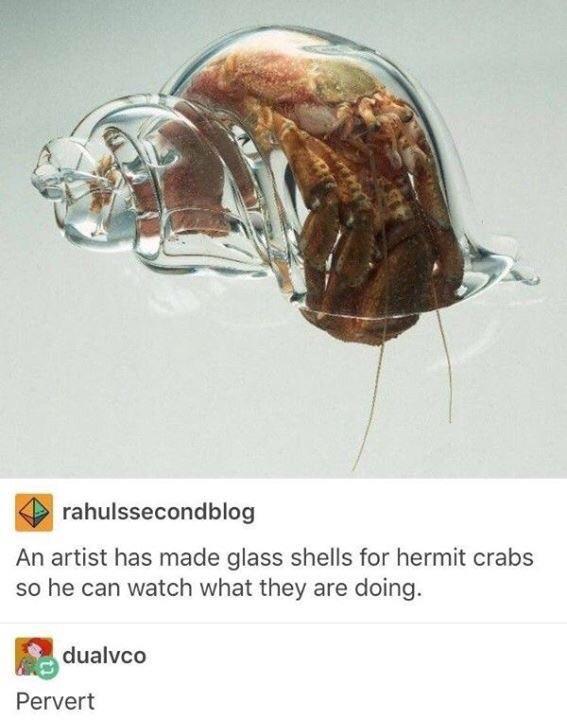 rahulssecondblog
An artist has made glass shells for hermit crabs
so he can watch what they are doing.
dualvco
Pervert